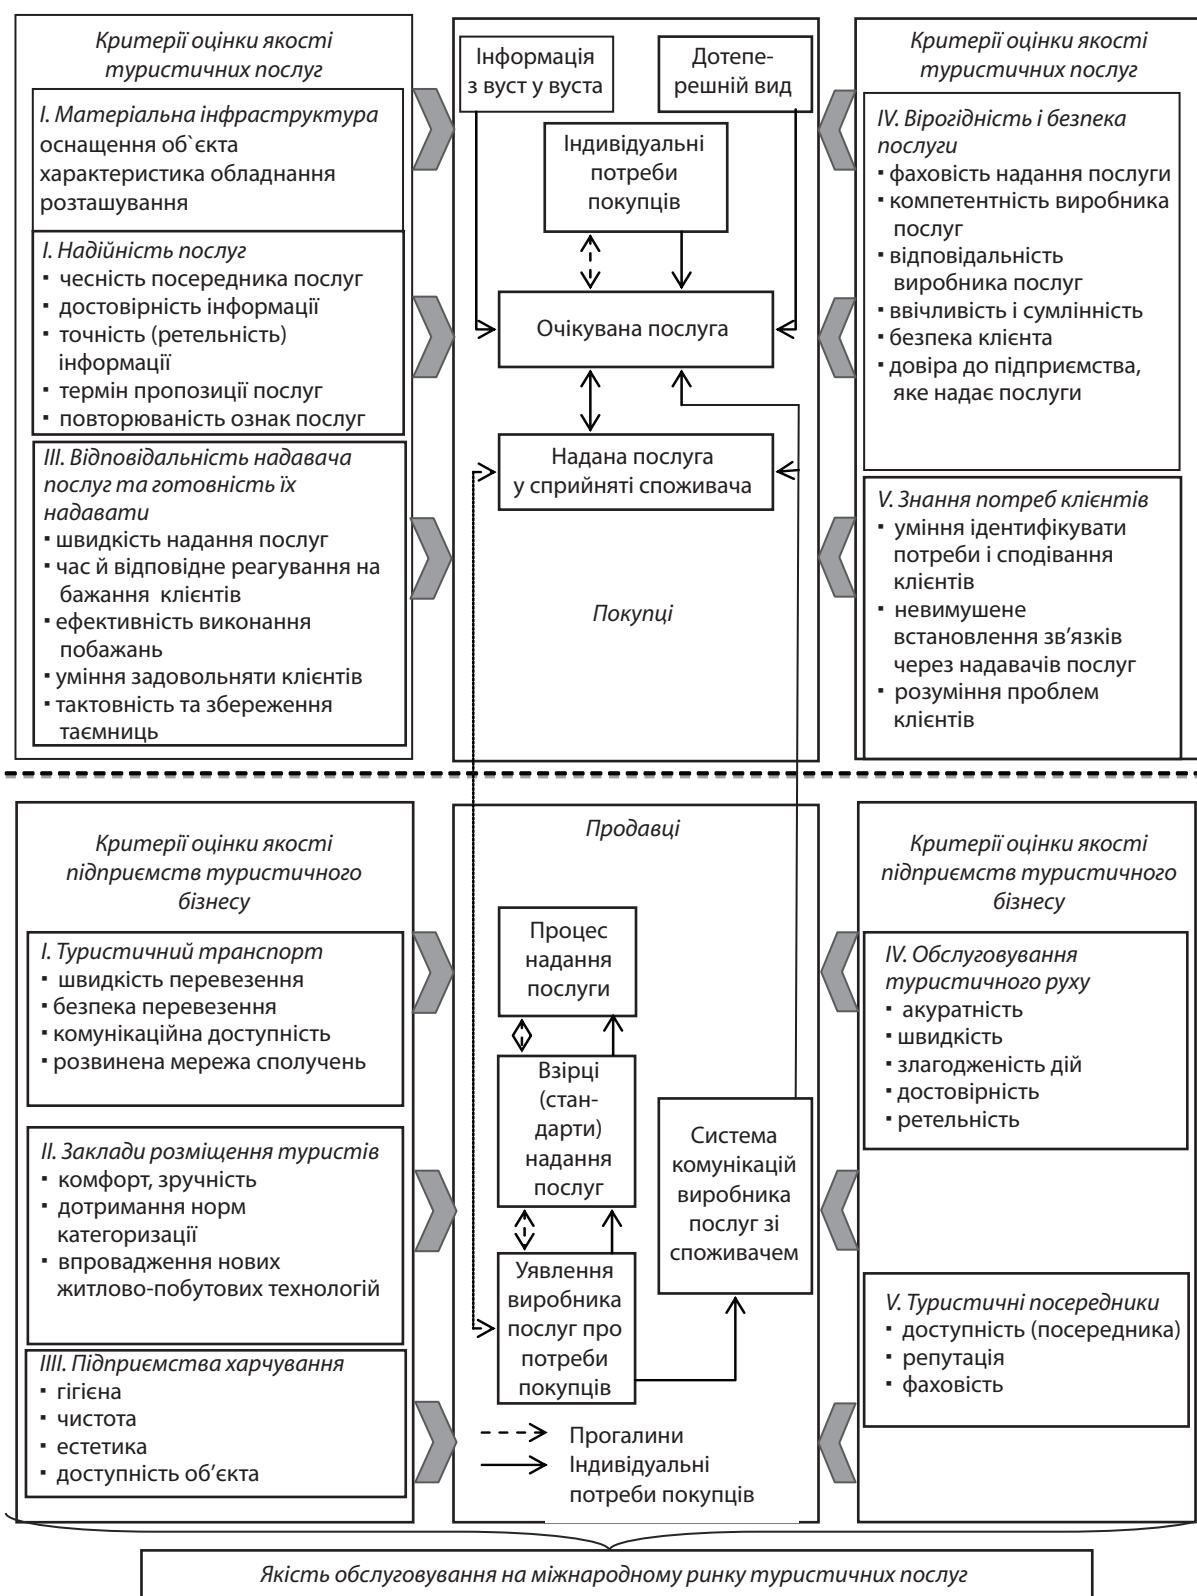 Критерії оцінки якості
туристичних послуг
І. Матеріальна інфраструктура
оснащення об`єкта
характеристика обладнання
розташування
І. Надійність послуг
▪ чесність посередника послуг
▪ достовірність інформації
▪ точність (ретельність)
інформації
▪ термін пропозиції послуг
▪ повторюваність ознак послуг
ІІІ. Відповідальність надавача
послуг та готовність їх
надавати
▪ швидкість надання послуг
▪ час й відповідне реагування на
бажання клієнтів
▪ ефективність виконання
побажань
▪ уміння задовольняти клієнтів
▪ тактовність та збереження
таємниць
Інформація
з вуст у вуста
Дотепе-
решній вид
Індивідуальні
потреби
покупців
Очікувана послуга
Надана послуга
у сприйняті споживача
Покупці
Критерії оцінки якості
туристичних послуг
IV. Вірогідність і безпека
послуги
▪ фаховість надання послуги
▪ компетентність виробника
послуг
▪ відповідальність
виробника послуг
▪ ввічливість і сумлінність
▪ безпека клієнта
▪ довіра до підприємства,
яке надає послуги
V. Знання потреб клієнтів
▪ уміння ідентифікувати
потреби і сподівання
клієнтів
▪ невимушене
встановлення зв’язків
через надавачів послуг
▪ розуміння проблем
клієнтів
Критерії оцінки якості
підприємств туристичного
бізнесу
І. Туристичний транспорт
▪ швидкість перевезення
▪ безпека перевезення
▪ комунікаційна доступність
▪ розвинена мережа сполучень
ІІ. Заклади розміщення туристів
▪ комфорт, зручність
▪ дотримання норм
категоризації
▪ впровадження нових
житлово-побутових технологій
ІІІІ. Підприємства харчування
▪ гігієна
▪ чистота
▪ естетика
▪ доступність об’єкта
Продавці
Процес
надання
послуги
Взірці
(стан-
дарти)
надання
послуг
Уявлення
виробника
послуг про
потреби
покупців
Система
комунікацій
виробника
послуг зі
споживачем
Прогалини
Індивідуальні
потреби покупців
Критерії оцінки якості
підприємств туристичного
бізнесу
IV. Обслуговування
туристичного руху
▪ акуратність
▪ швидкість
▪ злагодженість дій
▪ достовірність
▪ ретельність
V. Туристичні посередники
▪ доступність (посередника)
▪ репутація
▪ фаховість
Якість обслуговування на міжнародному ринку туристичних послуг